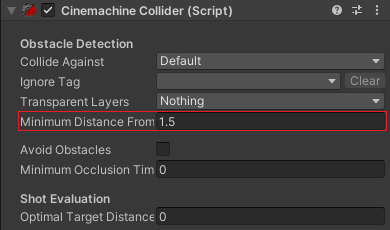 Cinemachine Collider (Script)
Obstacle Detection
Collide Against Default
Ignore Tag Clear
Transparent Layers Nothing
Minimum Distance From 1.5
Avoid Obstacles
Minimum Occlusion Tim 0
Shot Evaluation
Optimal Target Distance 0